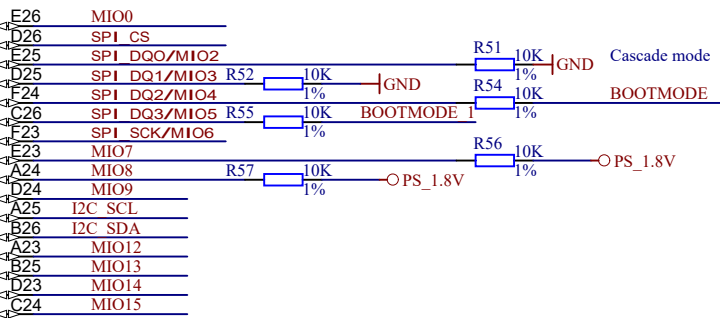 E26 MIO0
D26 SPI_CS
E25 SPI_DQ0/MIO2 R51 10K 1% GND Cascade mode
D25 SPI_DQ1/MIO3 R52 10K 1% GND
F24 SPI_DQ2/MIO4 R54 10K 1% BOOTMODE
C26 SPI_DQ3/MIO5 R55 10K 1% BOOTMODE_1
F23 SPI_SCK/MIO6
E23 MIO7 R56 10K 1% PS_1.8V
A24 MIO8 R57 10K 1% PS_1.8V
D24 MIO9
A25 I2C_SCL
B26 I2C_SDA
A23 MIO12
B25 MIO13
D23 MIO14
C24 MIO15